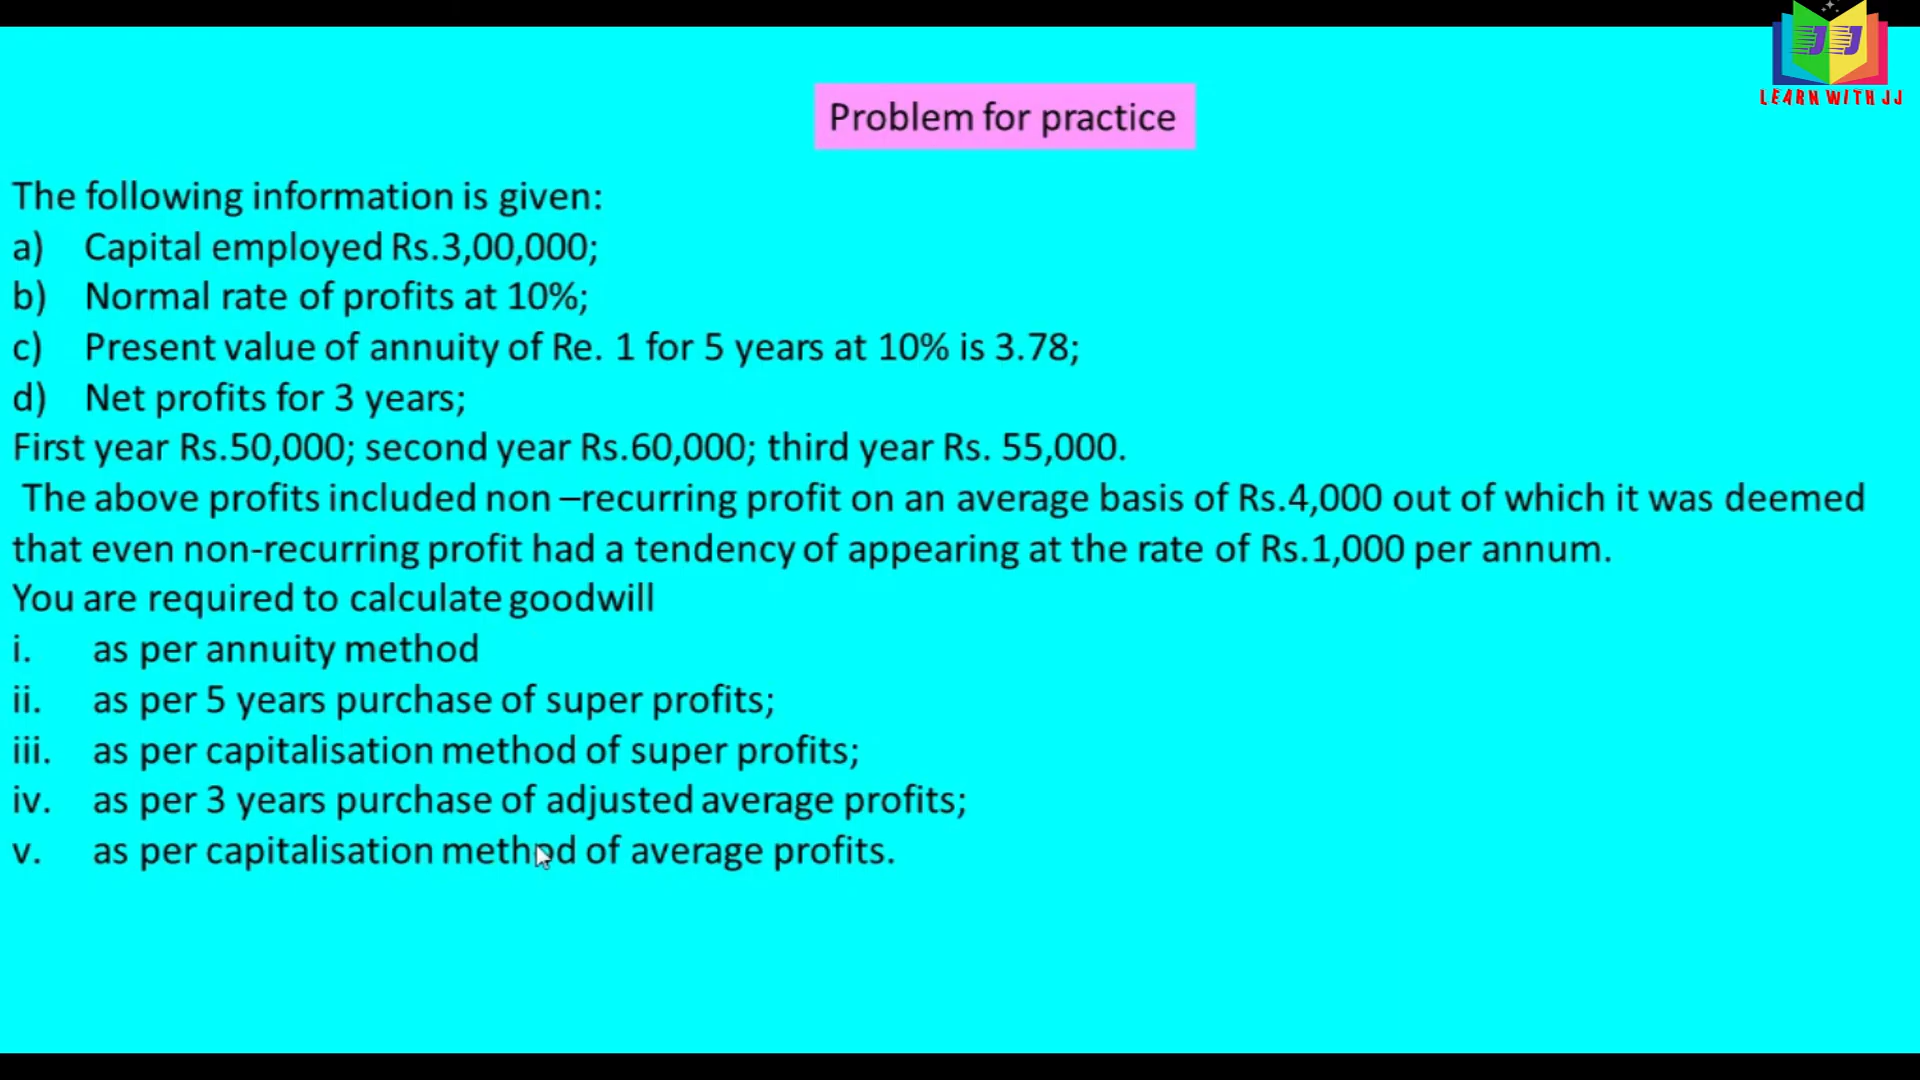 LEARN WITH JJ
Problem for practice
The following information is given:
a) Capital employed Rs.3,00,000;
b) Normal rate of profits at 10%;
c) Present value of annuity of Re. 1 for 5 years at 10% is 3.78;
d) Net profits for 3 years;
First year Rs.50,000; second year Rs.60,000; third year Rs. 55,000.
The above profits included non –recurring profit on an average basis of Rs.4,000 out of which it was deemed
that even non-recurring profit had a tendency of appearing at the rate of Rs.1,000 per annum.
You are required to calculate goodwill
i. as per annuity method
ii. as per 5 years purchase of super profits;
iii. as per capitalisation method of super profits;
iv. as per 3 years purchase of adjusted average profits;
v. as per capitalisation method of average profits.